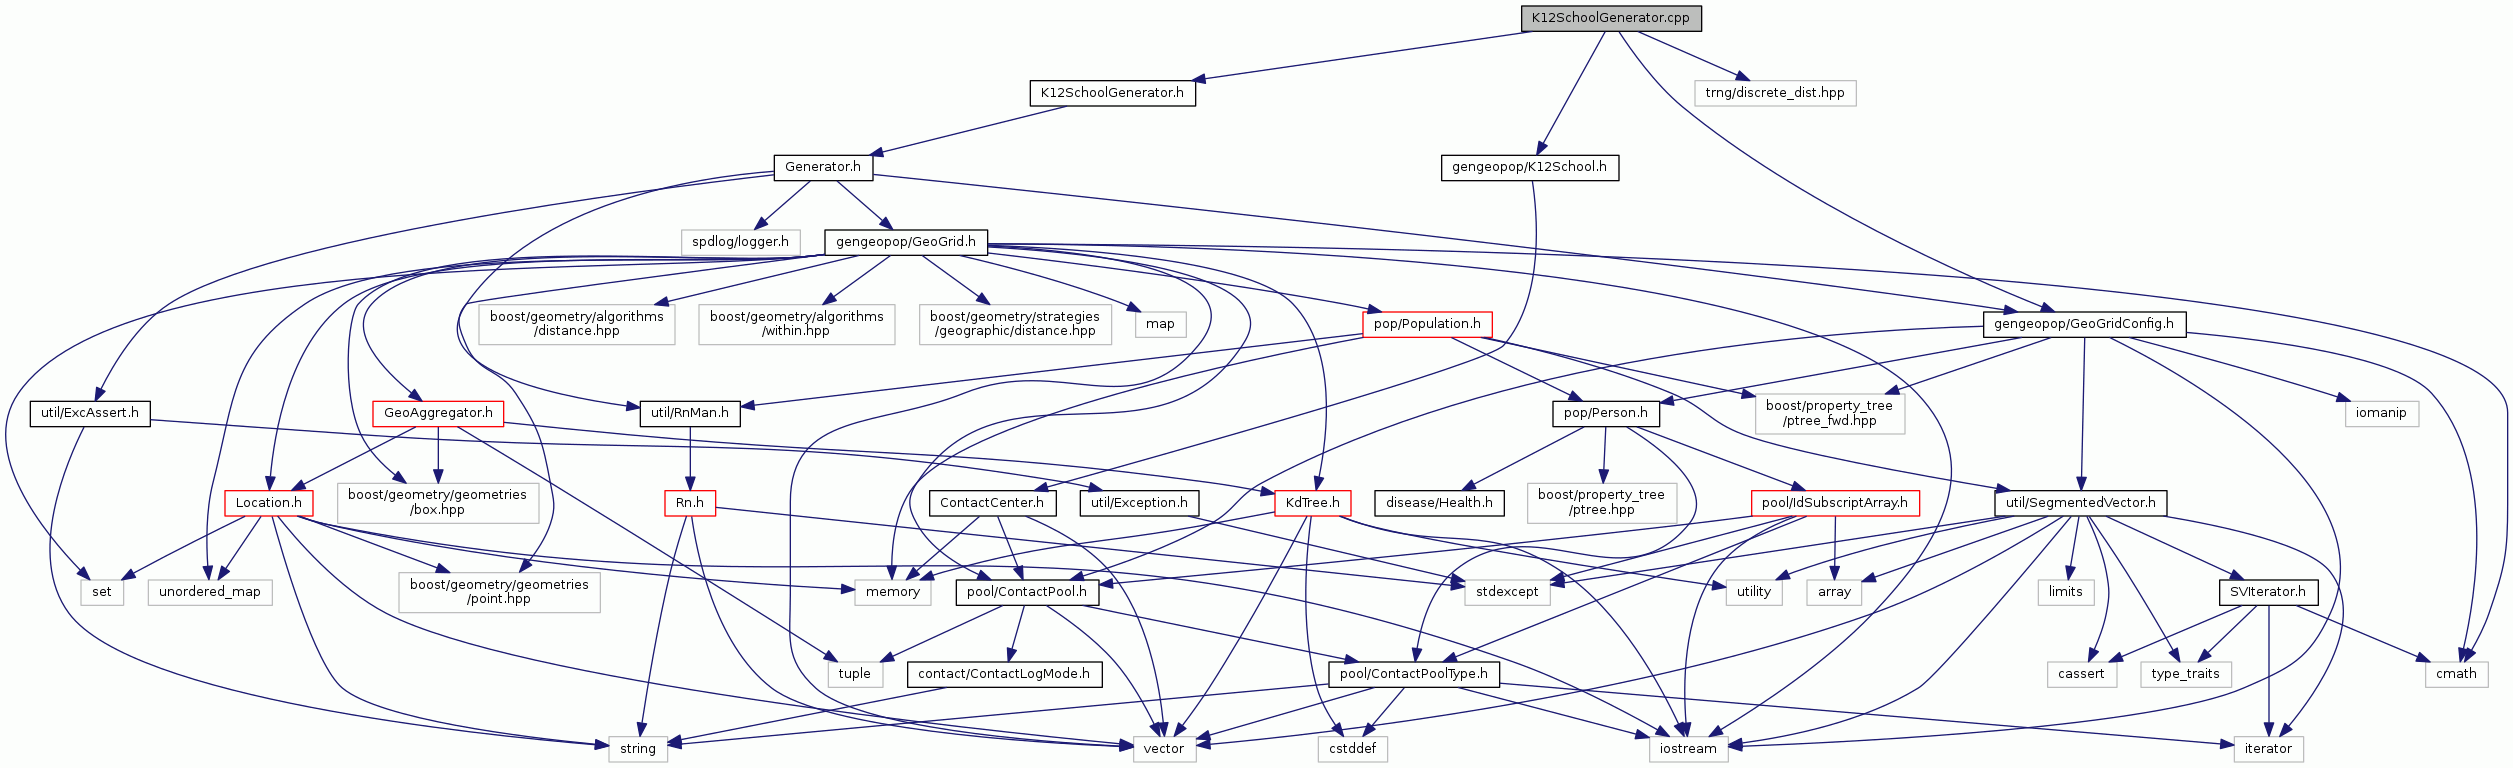 K12SchoolGenerator.cpp
K12SchoolGenerator.h
trng/discrete_dist.hpp
Generator.h
gengeopop/K12School.h
spdlog/logger.h
gengeopop/GeoGrid.h
boost/geometry/algorithms
/distance.hpp
boost/geometry/algorithms
/within.hpp
boost/geometry/strategies
/geographic/distance.hpp
map
pop/Population.h
gengeopop/GeoGridConfig.h
util/ExcAssert.h
GeoAggregator.h
util/RnMan.h
pop/Person.h
boost/property_tree
/ptree_fwd.hpp
iomanip
Location.h
boost/geometry/geometries
/box.hpp
Rn.h
ContactCenter.h
util/Exception.h
KdTree.h
disease/Health.h
boost/property_tree
/ptree.hpp
pool/IdSubscriptArray.h
util/SegmentedVector.h
set
unordered_map
boost/geometry/geometries
/point.hpp
memory
pool/ContactPool.h
stdexcept
utility
array
limits
SVIterator.h
tuple
contact/ContactLogMode.h
pool/ContactPoolType.h
cassert
type_traits
cmath
string
vector
cstddef
iostream
iterator